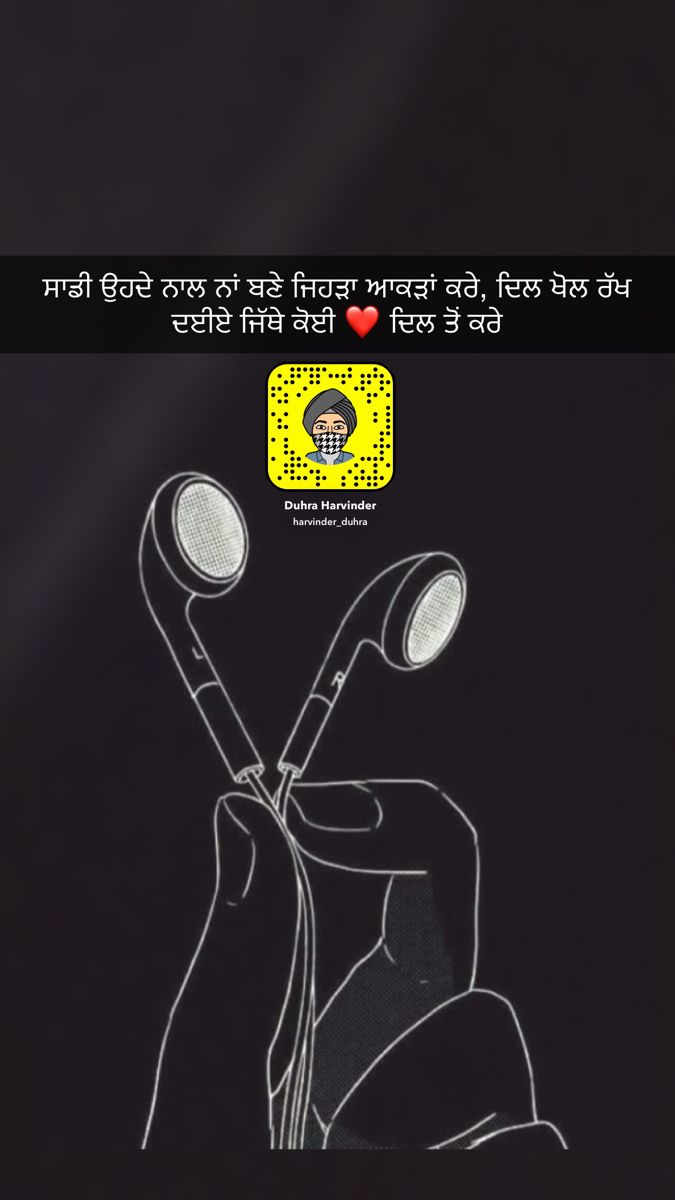 ਸਾਡੀ ਉਹਦੇ ਨਾਲ ਨਾਂ ਬਣੇ ਜਿਹੜਾ ਆਕੜਾਂ ਕਰੇ, ਦਿਲ ਖੋਲ ਰੱਖ
ਦਈਏ ਜਿੱਥੇ ਕੋਈ ❤️ ਦਿਲ ਤੋਂ ਕਰੇ
Duhra Harvinder
harvinder_duhra
L
R